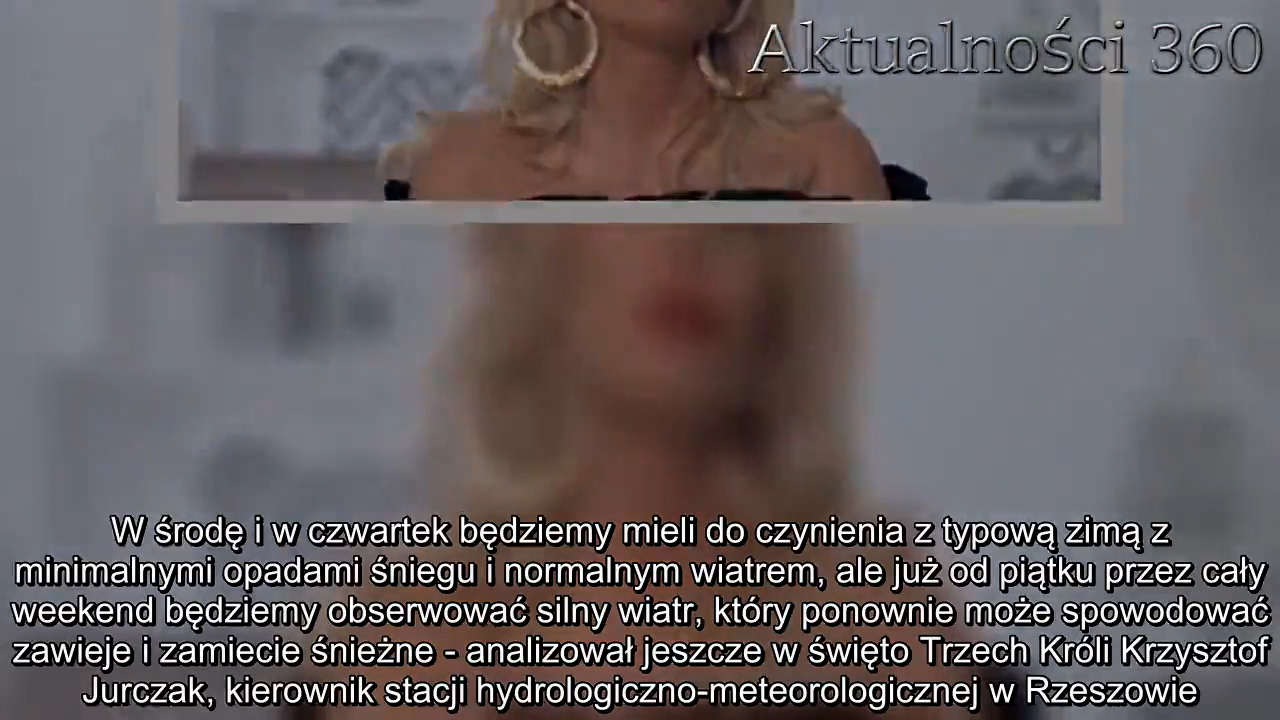 Aktualności 360
W środę i w czwartek będziemy mieli do czynienia z typową zimą z
minimalnymi opadami śniegu i normalnym wiatrem, ale już od piątku przez cały
weekend będziemy obserwować silny wiatr, który ponownie może spowodować
zawieje i zamiecie śnieżne - analizował jeszcze w święto Trzech Króli Krzysztof
Jurczak, kierownik stacji hydrologiczno-meteorologicznej w Rzeszowie